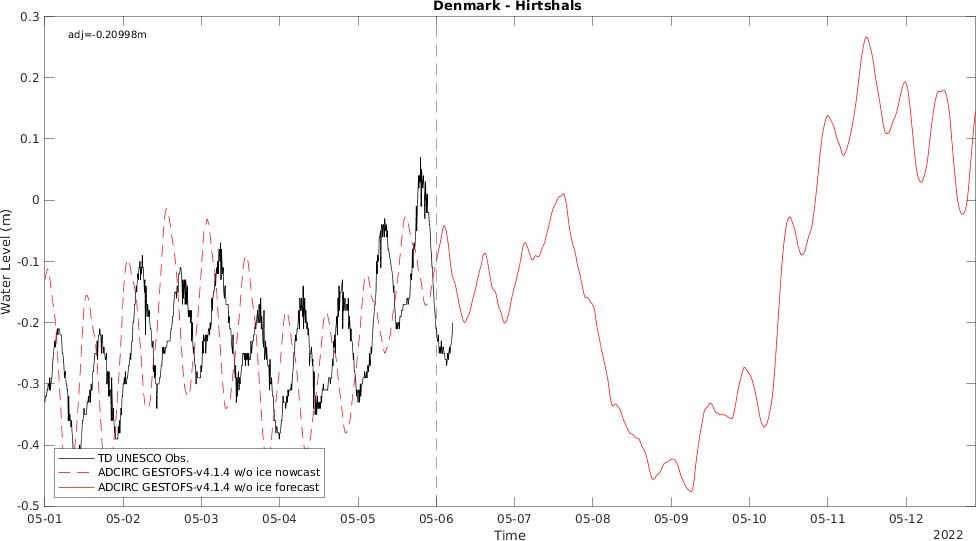 Denmark - Hirtshals
adj=-0.20998m
0.3
0.2
0.1
0
-0.1
-0.2
-0.3
-0.4
-0.5
Water Level (m)
TD UNESCO Obs.
ADCIRC GESTOFS-v4.1.4 w/o ice nowcast
ADCIRC GESTOFS-v4.1.4 w/o ice forecast
05-01 05-02 05-03 05-04 05-05 05-06 05-07 05-08 05-09 05-10 05-11 05-12
Time
2022